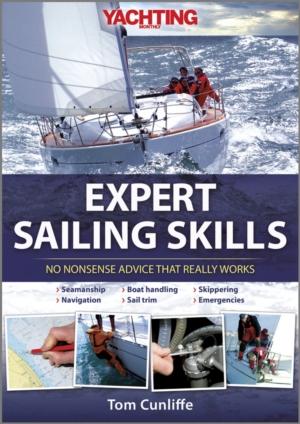 YACHTING
MONTHLY
EXPERT
SAILING SKILLS
NO NONSENSE ADVICE THAT REALLY WORKS
› Seamanship › Boat handling › Skippering
› Navigation › Sail trim › Emergencies
Tom Cunliffe